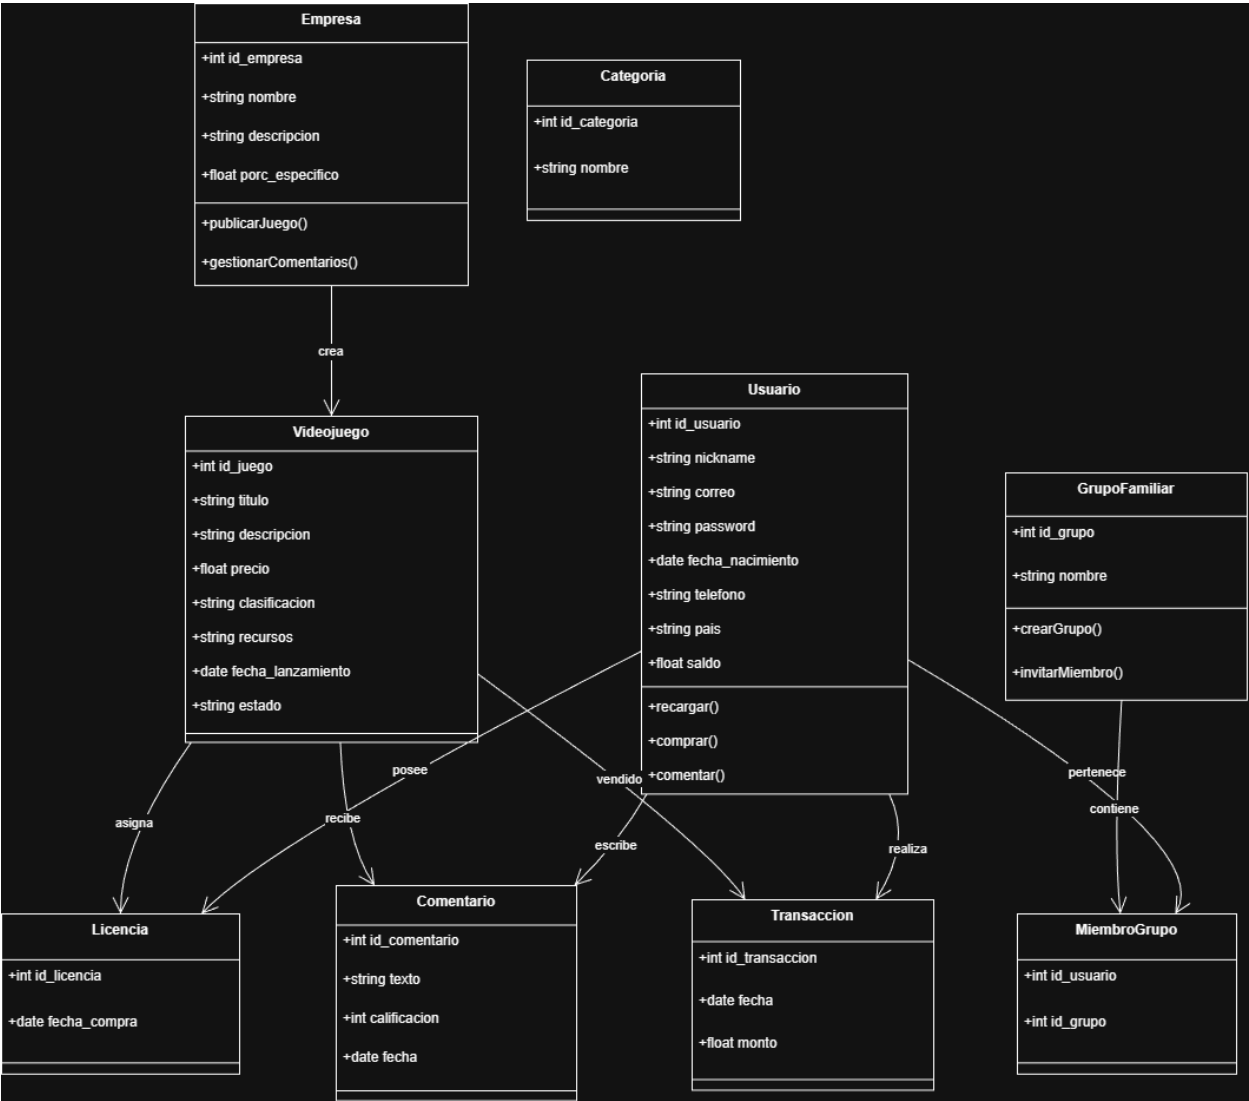 Empresa
+int id_empresa
+string nombre
+string descripcion
+float porc_especifico
+publicarJuego()
+gestionarComentarios()
Categoria
+int id_categoria
+string nombre
crea
Videojuego
+int id_juego
+string titulo
+string descripcion
+float precio
+string clasificacion
+string recursos
+date fecha_lanzamiento
+string estado
Usuario
+int id_usuario
+string nickname
+string correo
+string password
+date fecha_nacimiento
+string telefono
+string pais
+float saldo
+recargar()
+comprar()
+comentar()
GrupoFamiliar
+int id_grupo
+string nombre
+crearGrupo()
+invitarMiembro()
posee
vendido
pertenece
contiene
asigna
recibe
escribe
realiza
Licencia
+int id_licencia
+date fecha_compra
Comentario
+int id_comentario
+string texto
+int calificacion
+date fecha
Transaccion
+int id_transaccion
+date fecha
+float monto
MiembroGrupo
+int id_usuario
+int id_grupo